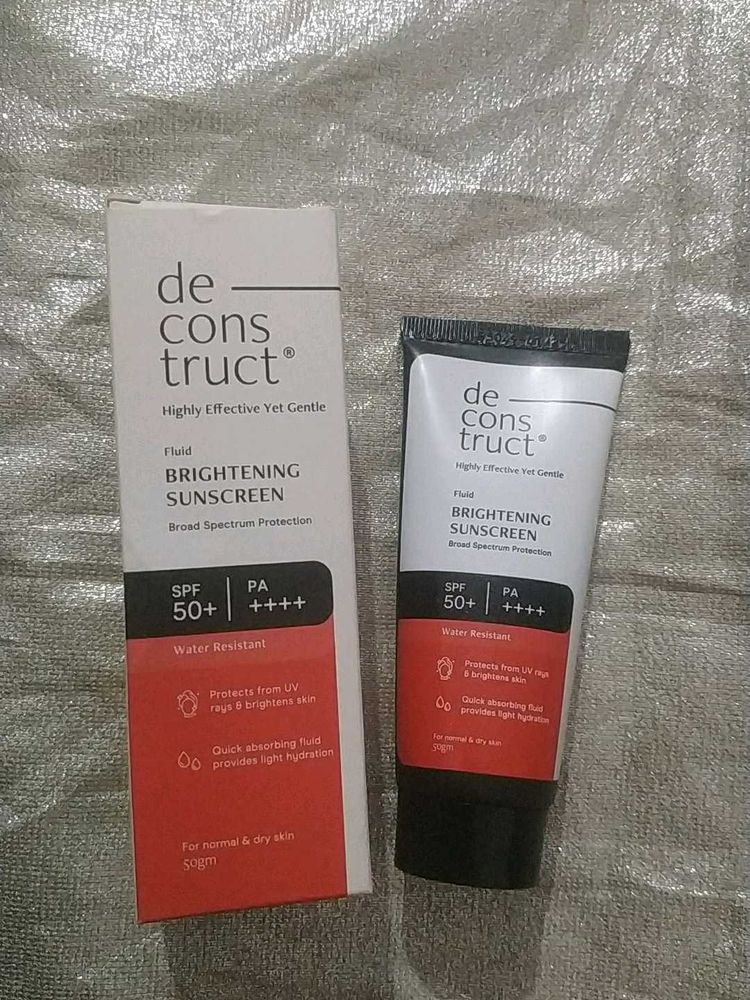 de
cons
truct®
Highly Effective Yet Gentle
Fluid
BRIGHTENING
SUNSCREEN
Broad Spectrum Protection
SPF
50+
PA
++++
Water Resistant
Protects from UV
rays & brightens skin
Quick absorbing fluid
provides light hydration
For normal & dry skin
50gm
de
cons
truct®
Highly Effective Yet Gentle
Fluid
BRIGHTENING
SUNSCREEN
Broad Spectrum Protection
SPF
50+
PA
++++
Water Resistant
Protects from UV rays
& brightens skin
Quick absorbing fluid
provides light hydration
For normal & dry skin
50gm